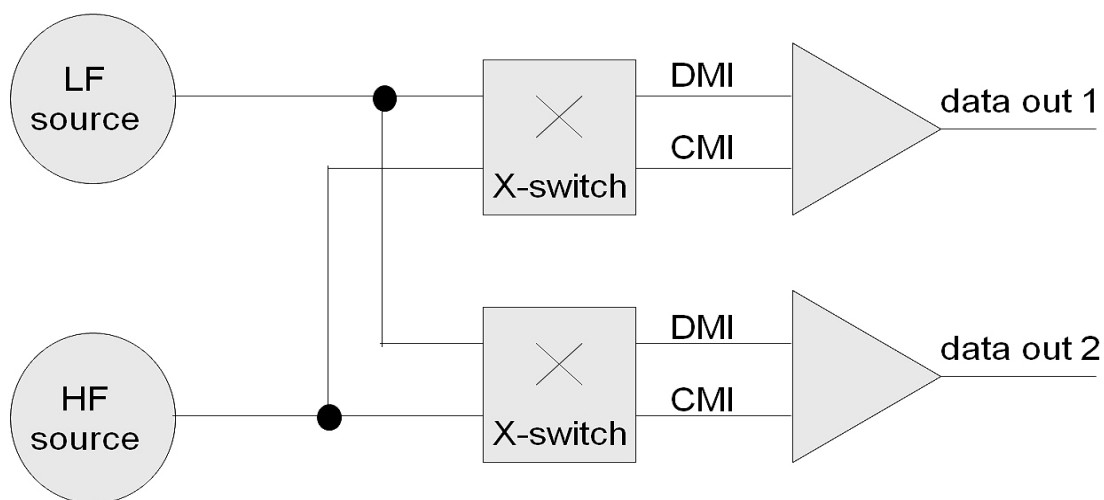 LF
source
DMI
CMI
X-switch
data out 1
HF
source
DMI
CMI
X-switch
data out 2